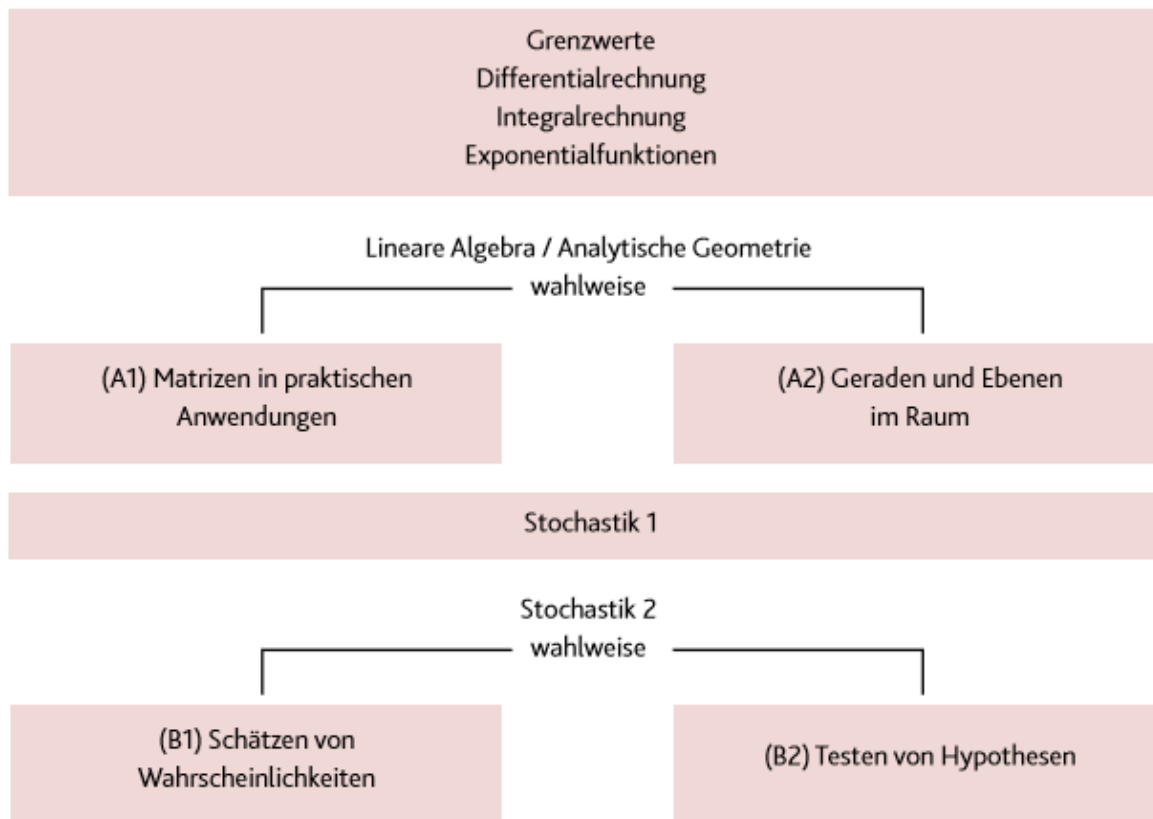 Grenzwerte
Differentialrechnung
Integralrechnung
Exponentialfunktionen
Lineare Algebra / Analytische Geometrie
wahlweise
(A1) Matrizen in praktischen
Anwendungen
(A2) Geraden und Ebenen
im Raum
Stochastik 1
Stochastik 2
wahlweise
(B1) Schätzen von
Wahrscheinlichkeiten
(B2) Testen von Hypothesen